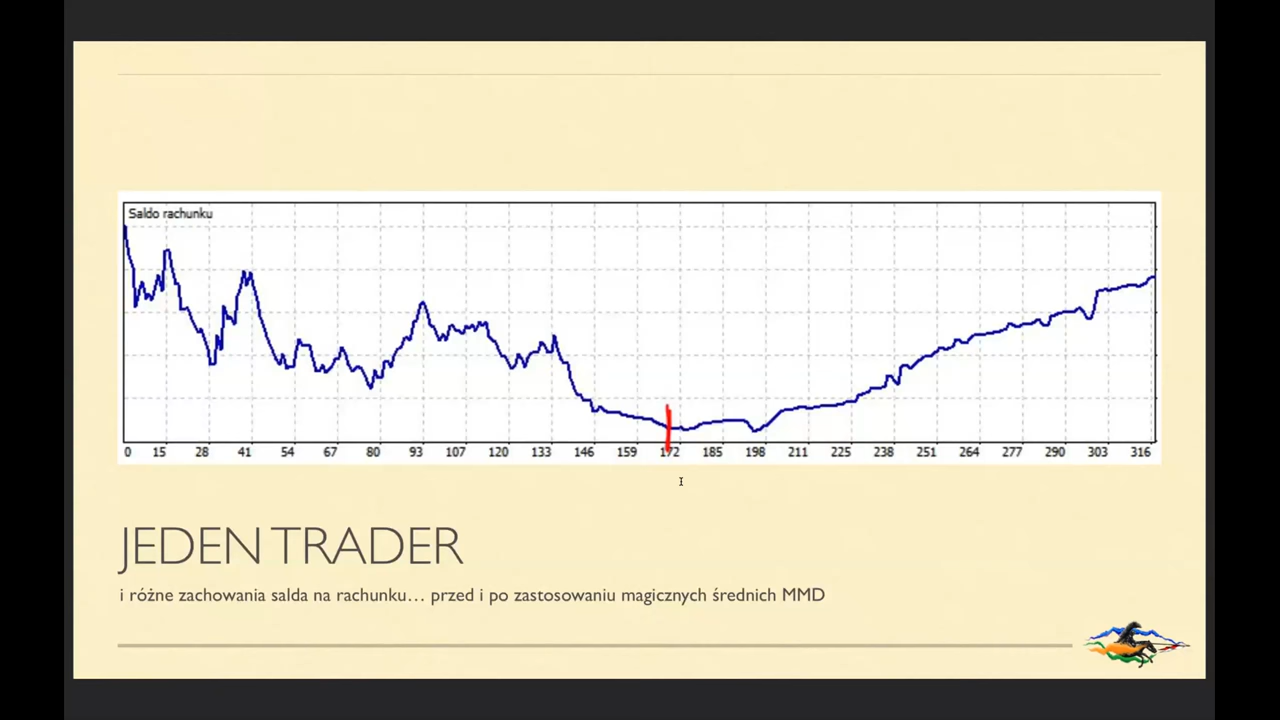 Saldo rachunku
0 15 28 41 54 67 80 93 107 120 133 146 159 172 185 198 211 225 238 251 264 277 290 303 316
JEDEN TRADER
i różne zachowania salda na rachunku... przed i po zastosowaniu magicznych średnich MMD